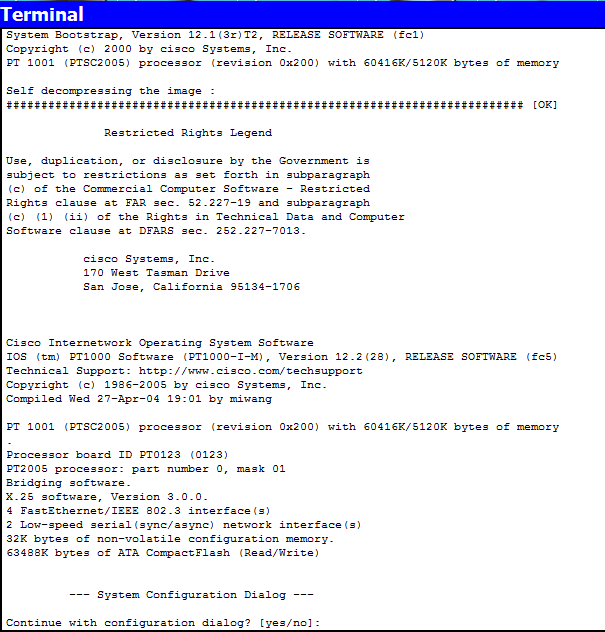 Terminal
System Bootstrap, Version 12.1(3r)T2, RELEASE SOFTWARE (fc1)
Copyright (c) 2000 by cisco Systems, Inc.
PT 1001 (PTSC2005) processor (revision 0x200) with 60416K/5120K bytes of memory
Self decompressing the image :
########################################################################## [OK]
Restricted Rights Legend
Use, duplication, or disclosure by the Government is
subject to restrictions as set forth in subparagraph
(c) of the Commercial Computer Software - Restricted
Rights clause at FAR sec. 52.227-19 and subparagraph
(c) (1) (ii) of the Rights in Technical Data and Computer
Software clause at DFARS sec. 252.227-7013.
cisco Systems, Inc.
170 West Tasman Drive
San Jose, California 95134-1706
Cisco Internetwork Operating System Software
IOS (tm) PT1000 Software (PT1000-I-M), Version 12.2(28), RELEASE SOFTWARE (fc5)
Technical Support: http://www.cisco.com/techsupport
Copyright (c) 1986-2005 by cisco Systems, Inc.
Compiled Wed 27-Apr-04 19:01 by miwang
PT 1001 (PTSC2005) processor (revision 0x200) with 60416K/5120K bytes of memory
.
Processor board ID PT0123 (0123)
PT2005 processor: part number 0, mask 01
Bridging software.
X.25 software, Version 3.0.0.
4 FastEthernet/IEEE 802.3 interface(s)
2 Low-speed serial(sync/async) network interface(s)
32K bytes of non-volatile configuration memory.
63488K bytes of ATA CompactFlash (Read/Write)
--- System Configuration Dialog ---
Continue with configuration dialog? [yes/no]: